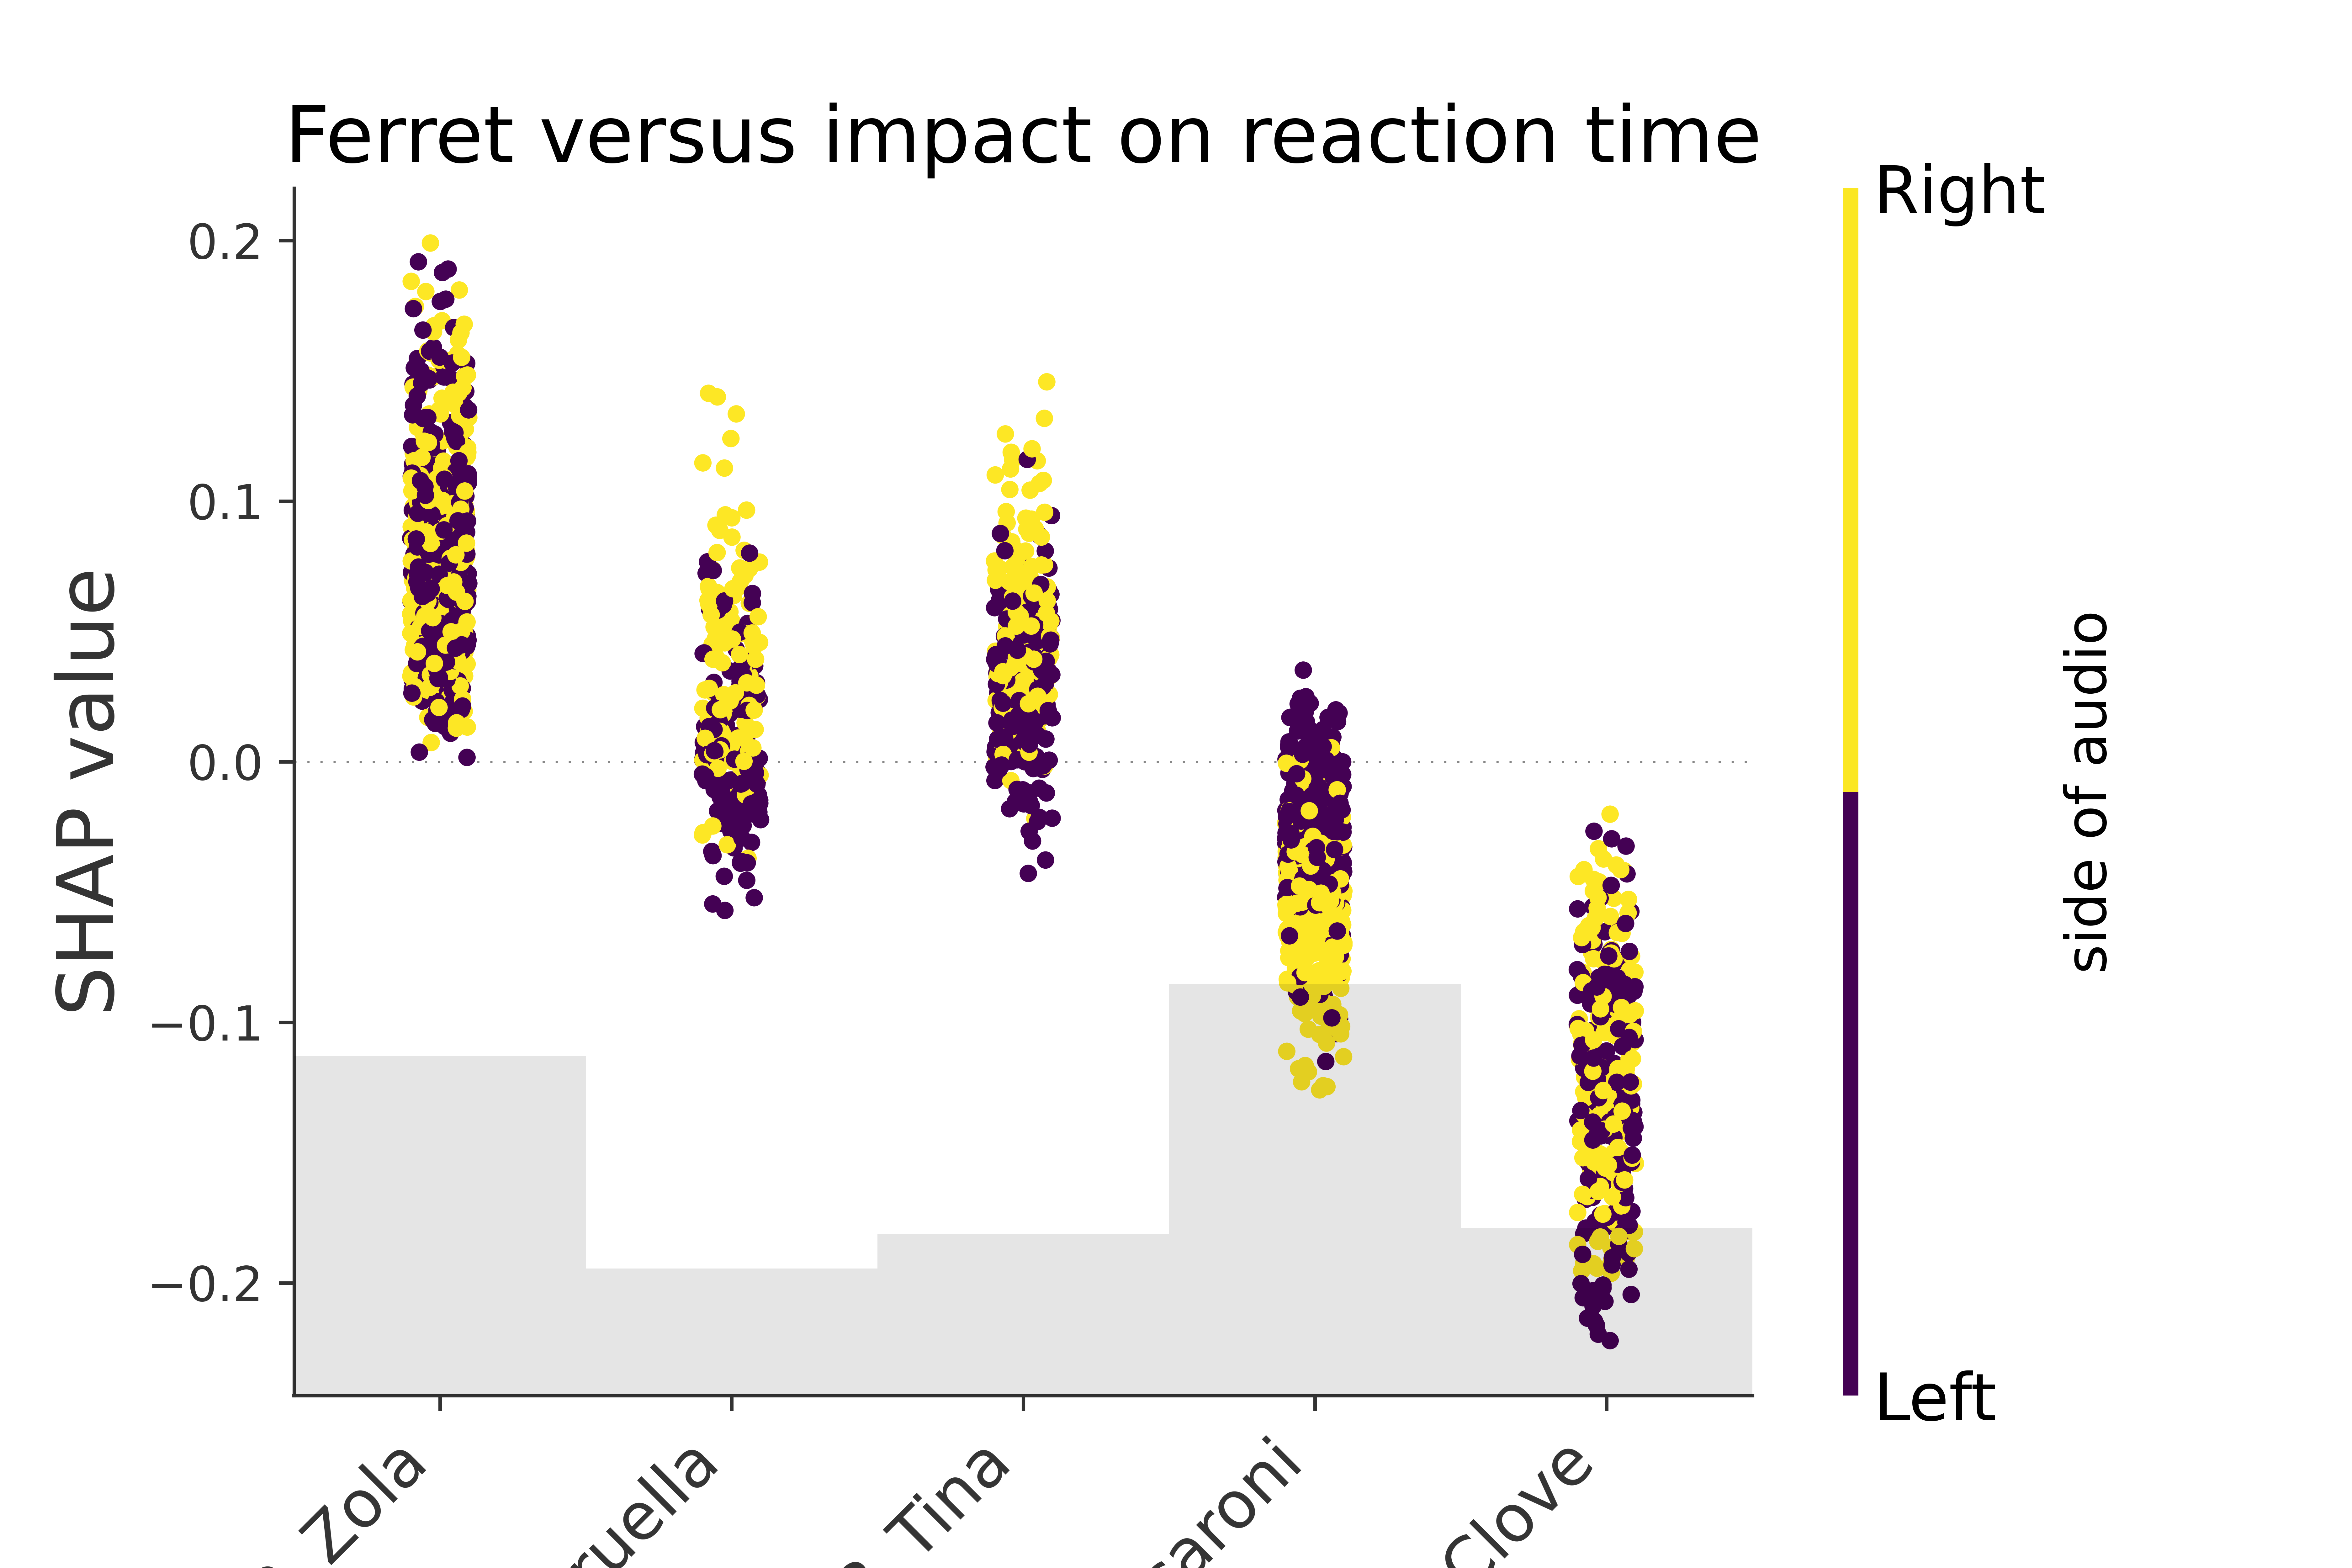 Ferret versus impact on reaction time
Right
0.2
0.1
0.0
−0.1
−0.2
SHAP value
side of audio
Left
Zola
Tina
Clove